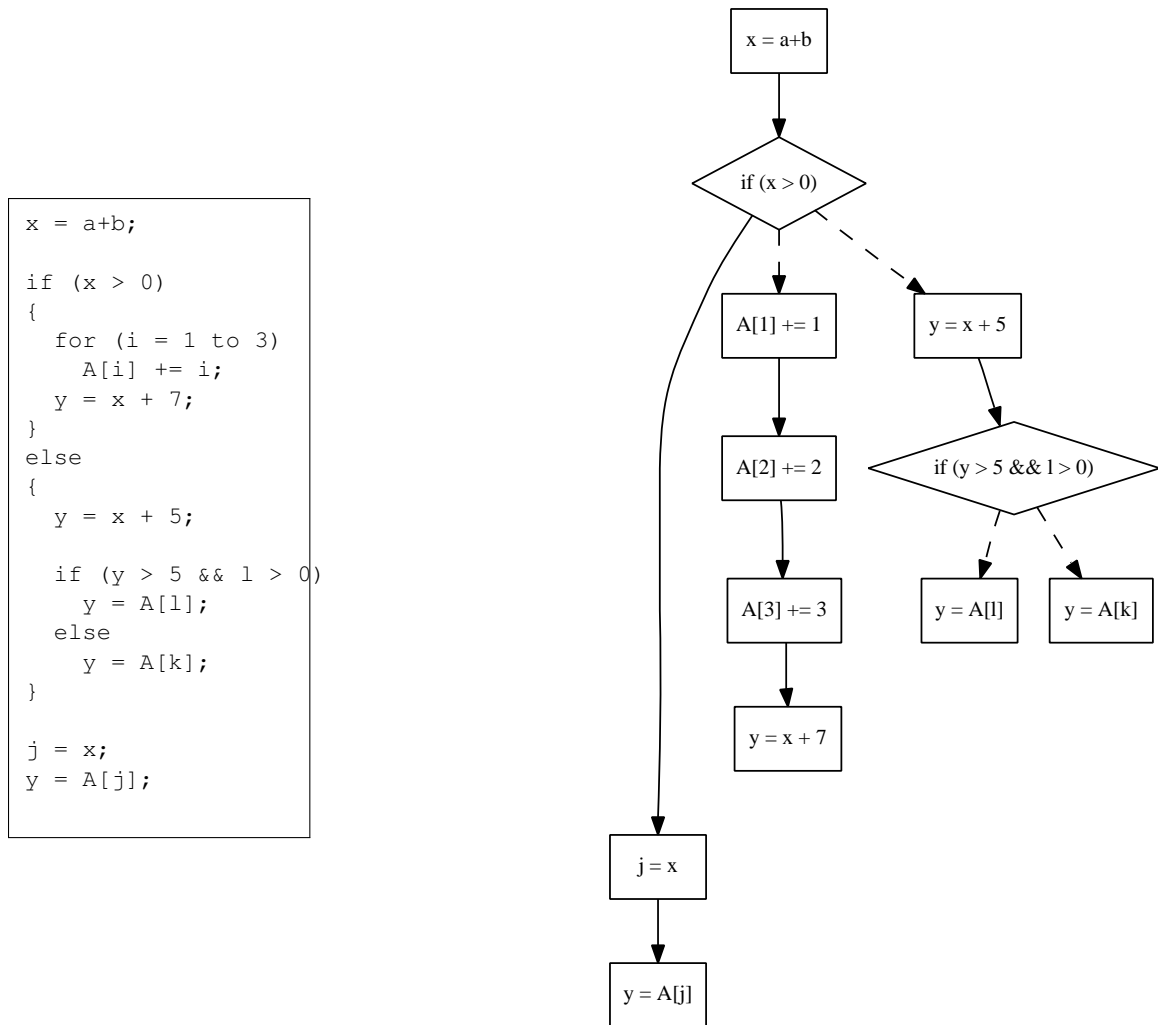 x = a+b;
if (x > 0)
{
for (i = 1 to 3)
A[i] += i;
y = x + 7;
}
else
{
y = x + 5;
if (y > 5 && l > 0)
y = A[l];
else
y = A[k];
}
j = x;
y = A[j];
x = a+b
if (x > 0)
A[1] += 1
y = x + 5
A[2] += 2
if (y > 5 && l > 0)
A[3] += 3
y = A[l]
y = A[k]
y = x + 7
j = x
y = A[j]